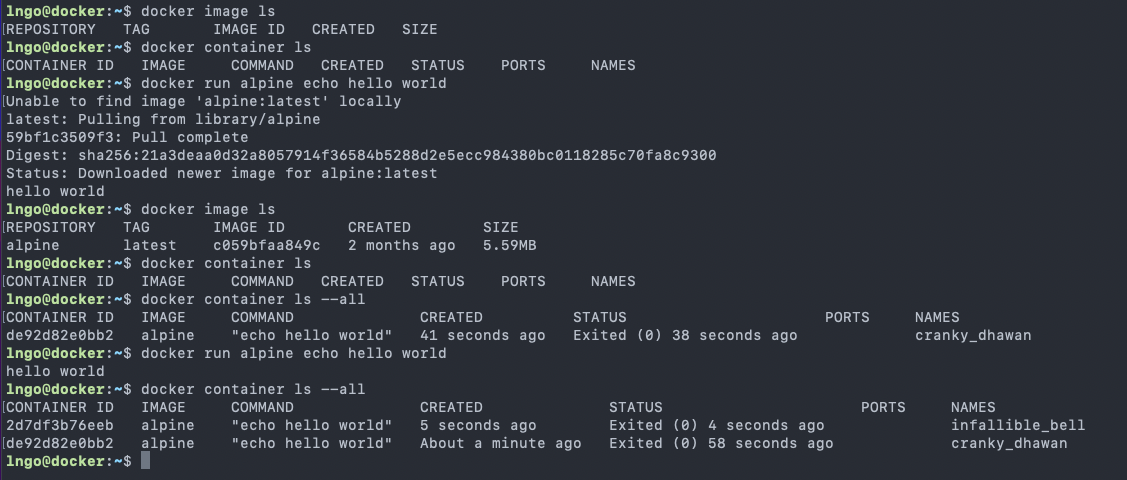 lngo@docker:~$ docker image ls
REPOSITORY   TAG       IMAGE ID   CREATED   SIZE
lngo@docker:~$ docker container ls
CONTAINER ID   IMAGE     COMMAND   CREATED   STATUS    PORTS     NAMES
lngo@docker:~$ docker run alpine echo hello world
Unable to find image 'alpine:latest' locally
latest: Pulling from library/alpine
59bf1c3509f3: Pull complete
Digest: sha256:21a3deaa0d32a8057914f36584b5288d2e5ecc984380bc0118285c70fa8c9300
Status: Downloaded newer image for alpine:latest
hello world
lngo@docker:~$ docker image ls
REPOSITORY   TAG       IMAGE ID       CREATED        SIZE
alpine       latest    c059bfaa849c   2 months ago   5.59MB
lngo@docker:~$ docker container ls
CONTAINER ID   IMAGE     COMMAND   CREATED   STATUS    PORTS     NAMES
lngo@docker:~$ docker container ls --all
CONTAINER ID   IMAGE     COMMAND              CREATED          STATUS                      PORTS     NAMES
de92d82e0bb2   alpine    "echo hello world"   41 seconds ago   Exited (0) 38 seconds ago             cranky_dhawan
lngo@docker:~$ docker run alpine echo hello world
hello world
lngo@docker:~$ docker container ls --all
CONTAINER ID   IMAGE     COMMAND              CREATED              STATUS                      PORTS     NAMES
2d7df3b76eeb   alpine    "echo hello world"   5 seconds ago        Exited (0) 4 seconds ago              infallible_bell
de92d82e0bb2   alpine    "echo hello world"   About a minute ago   Exited (0) 58 seconds ago             cranky_dhawan
lngo@docker:~$